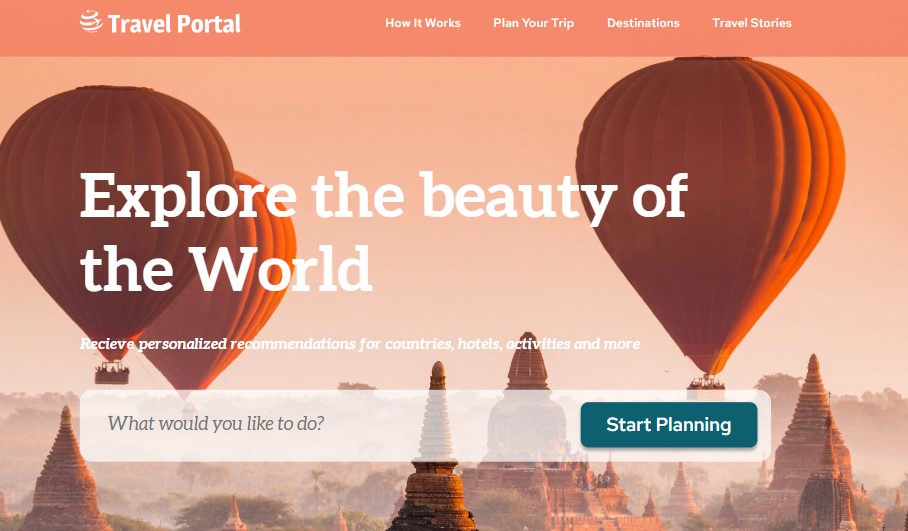 Travel Portal
How It Works
Plan Your Trip
Destinations
Travel Stories
Explore the beauty of
the World
Recieve personalized recommendations for countries, hotels, activities and more
What would you like to do?
Start Planning